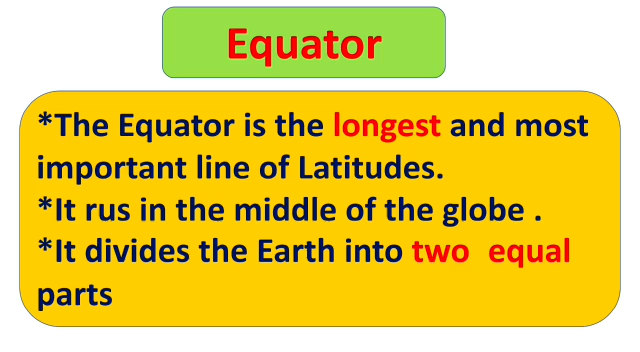 Equator
*The Equator is the longest and most
important line of Latitudes.
*It rus in the middle of the globe .
*It divides the Earth into two  equal
parts